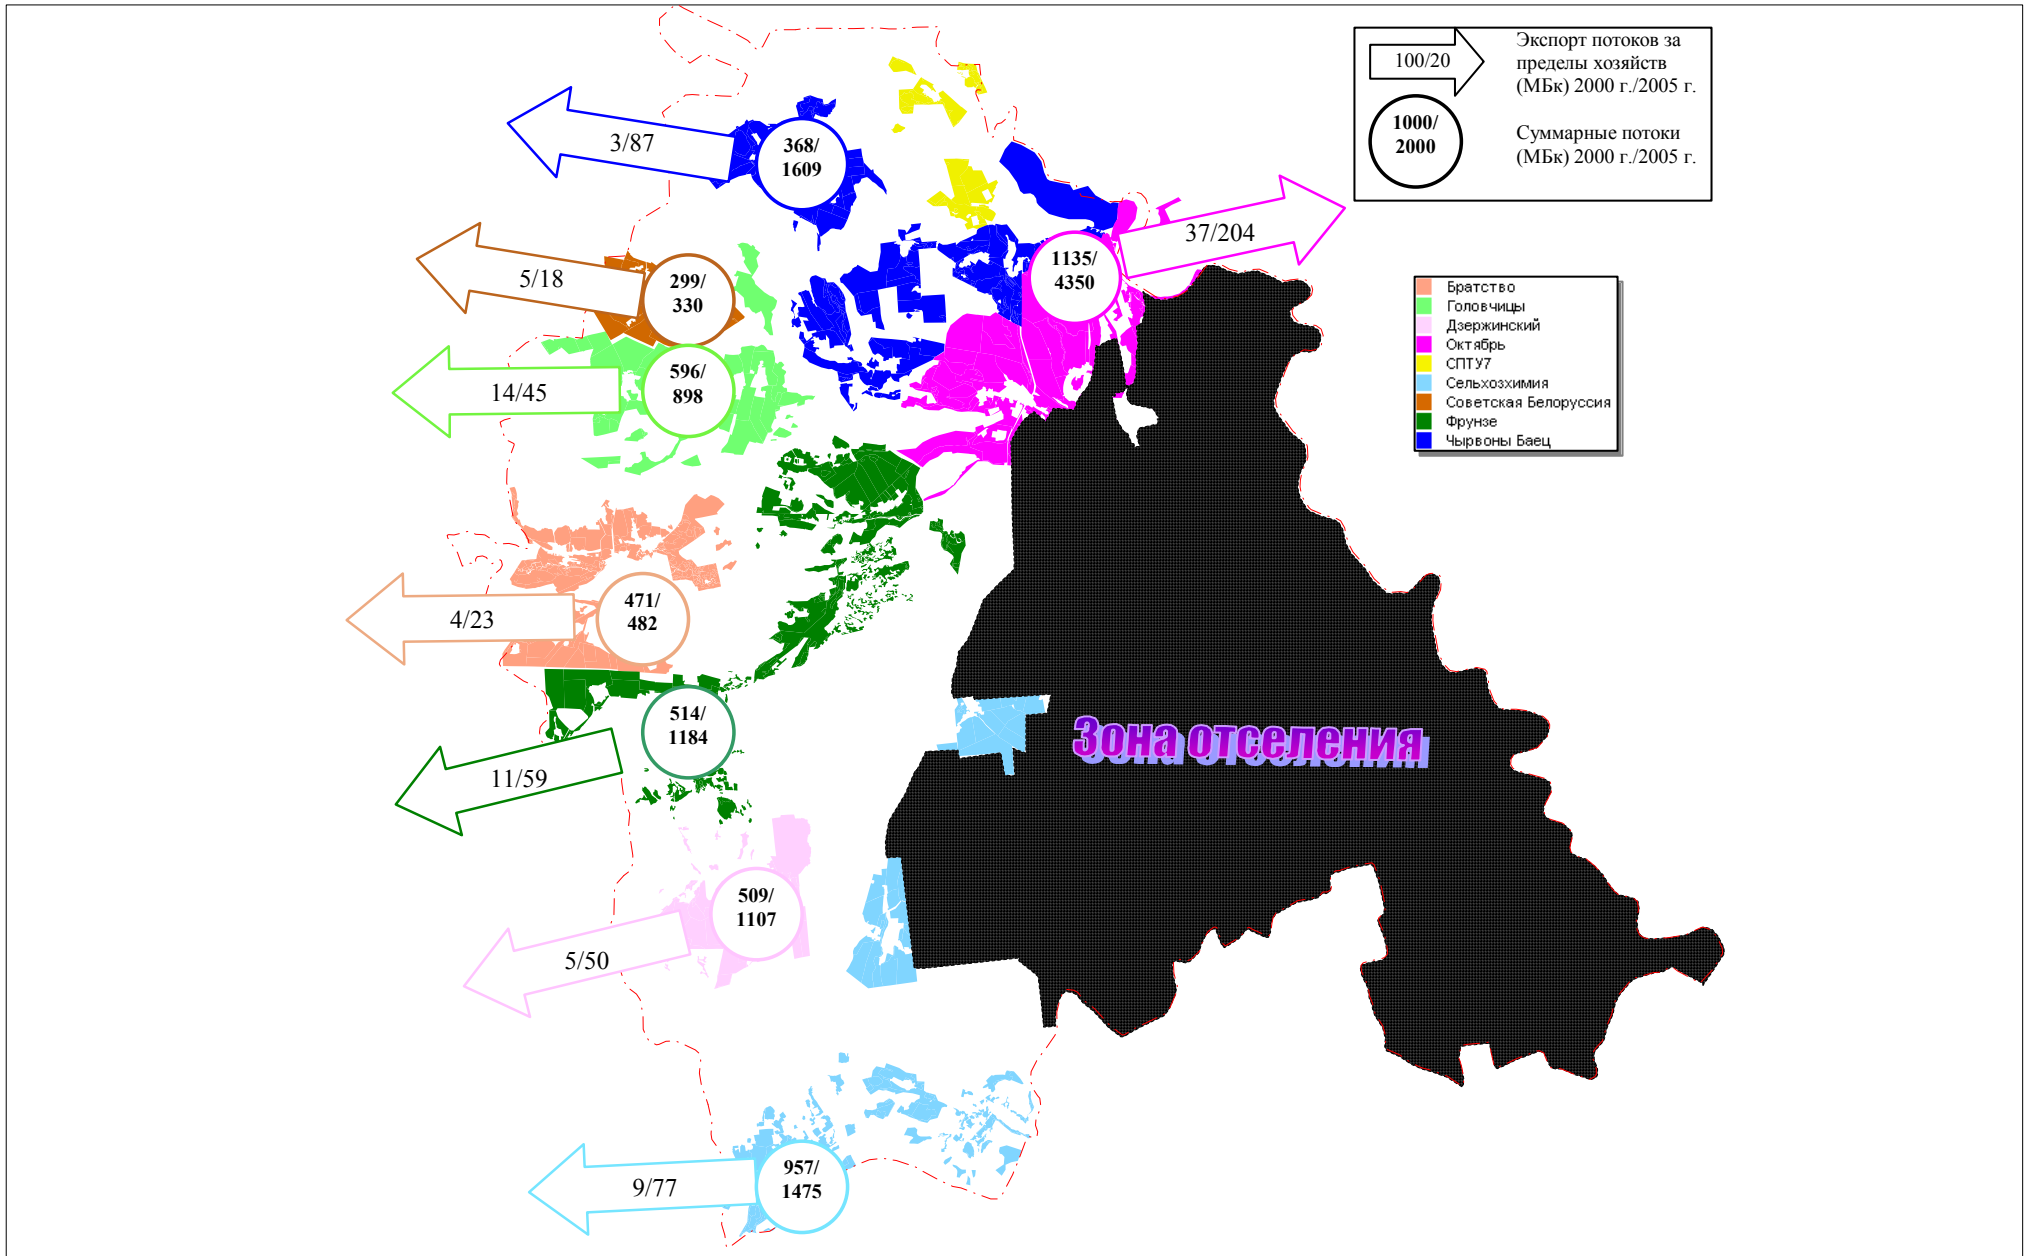 Экспорт потоков за
пределы хозяйств
(МБк) 2000 г./2005 г.
100/20
1000/
2000
Суммарные потоки
(МБк) 2000 г./2005 г.
3/87
368/
1609
37/204
1135/
4350
5/18
299/
330
14/45
596/
898
Братство
Головчицы
Дзержинский
Октябрь
СПТУ7
Сельхозхимия
Советская Белоруссия
Фрунзе
Чырвоны Баец
4/23
471/
482
11/59
514/
1184
Зона отселения
5/50
509/
1107
9/77
957/
1475